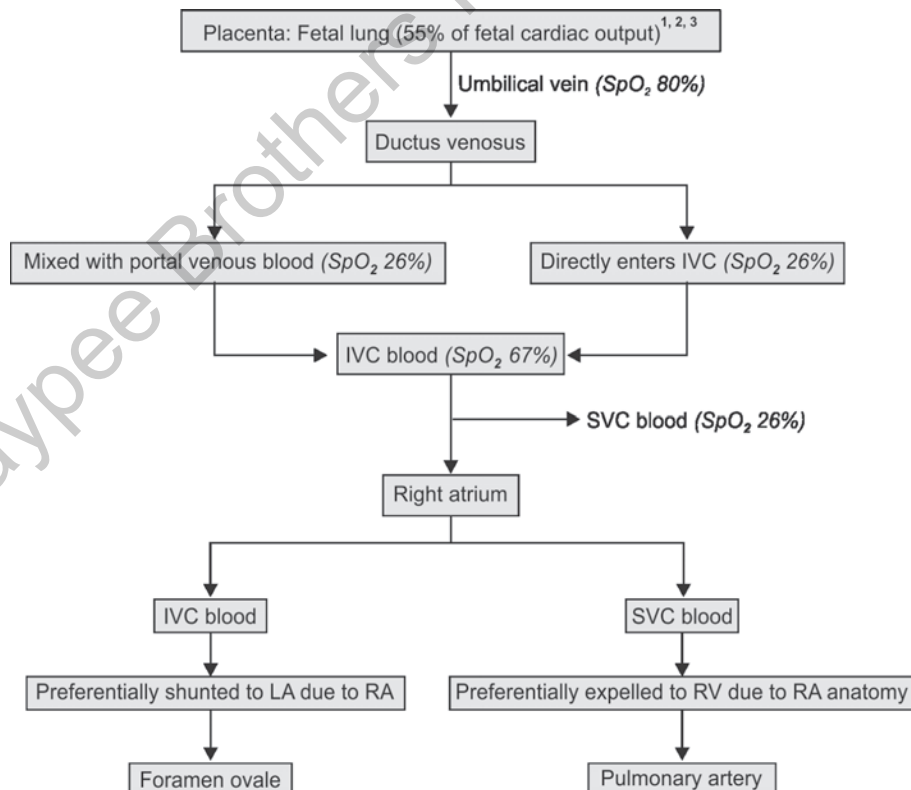 Placenta: Fetal lung (55% of fetal cardiac output)1, 2, 3
Umbilical vein (SpO2 80%)
Ductus venosus
Mixed with portal venous blood (SpO2 26%)
Directly enters IVC (SpO2 26%)
IVC blood (SpO2 67%)
SVC blood (SpO2 26%)
Right atrium
IVC blood
SVC blood
Preferentially shunted to LA due to RA
Preferentially expelled to RV due to RA anatomy
Foramen ovale
Pulmonary artery
aypee Brothers